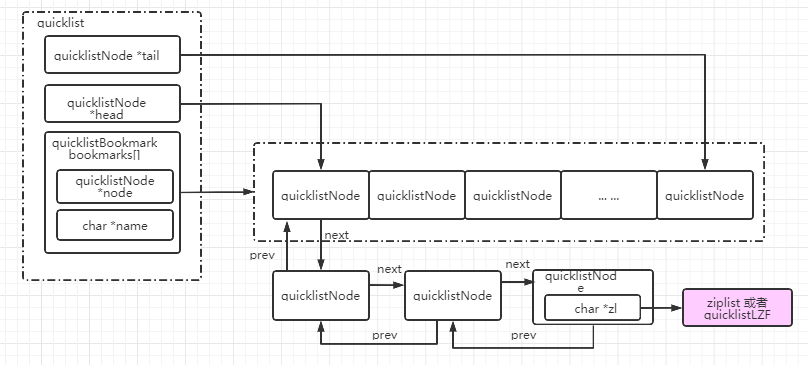 quicklist
quicklistNode *tail
quicklistNode
*head
quicklistBookmark
bookmarks[]
quicklistNode
*node
char *name
quicklistNode
quicklistNode
quicklistNode
... ...
quicklistNode
next
prev
quicklistNode
next
quicklistNode
next
quicklistNod
e
char *zl
ziplist 或者
quicklistLZF
prev
prev